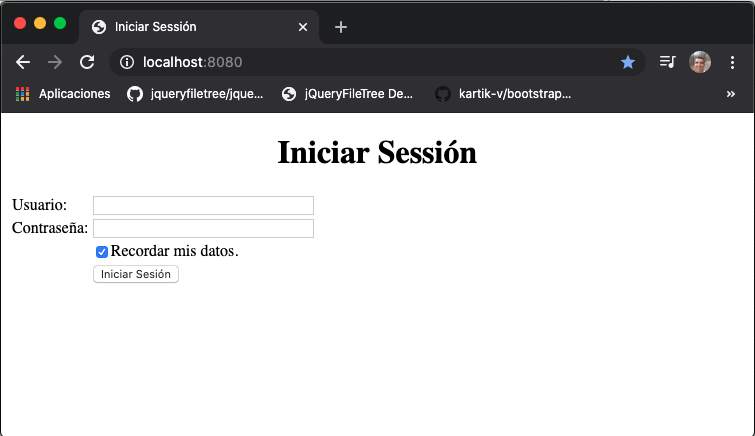 Iniciar Sessión
localhost:8080
Aplicaciones jqueryfiletree/jque... jQueryFileTree De... kartik-v/bootstrap... »
Iniciar Sessión
Usuario:
Contraseña:
Recordar mis datos.
Iniciar Sesión